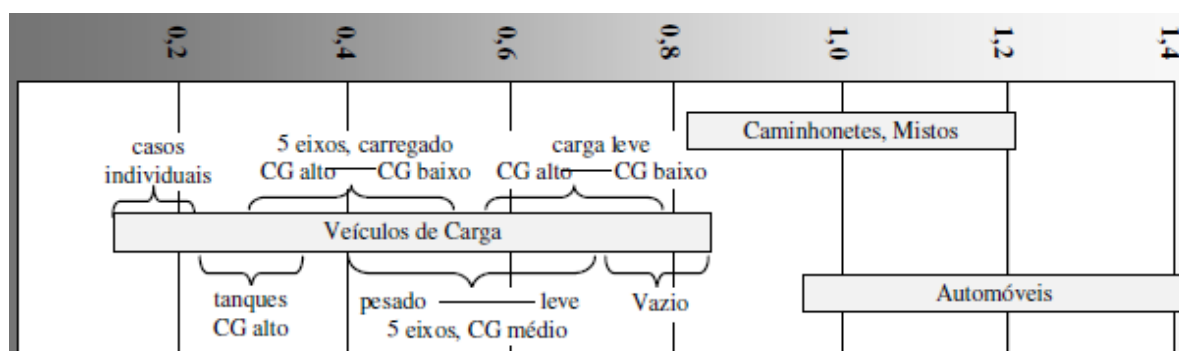 0,2 0,4 0,6 0,8 1,0 1,2 1,4
Caminhonetes, Mistos
casos
individuais
5 eixos, carregado
CG alto CG baixo
carga leve
CG alto CG baixo
Veículos de Carga
tanques
CG alto
pesado leve
5 eixos, CG médio
Vazio
Automóveis